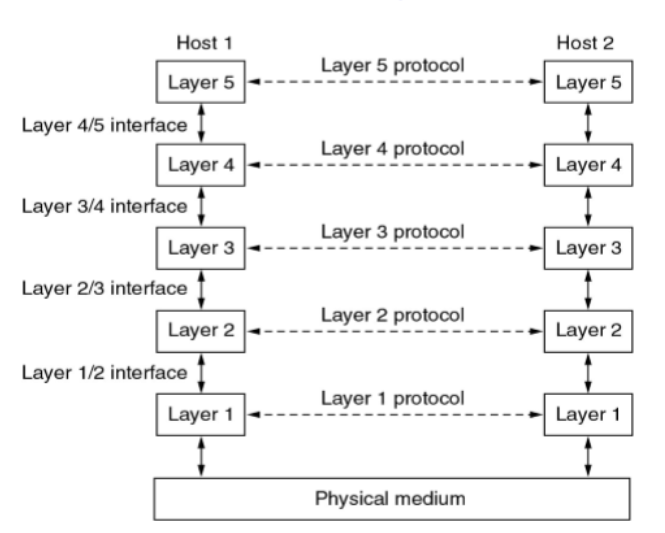 Host 1
Host 2
Layer 5 protocol
Layer 5
Layer 5
Layer 4/5 interface
Layer 4 protocol
Layer 4
Layer 4
Layer 3/4 interface
Layer 3 protocol
Layer 3
Layer 3
Layer 2/3 interface
Layer 2 protocol
Layer 2
Layer 2
Layer 1/2 interface
Layer 1 protocol
Layer 1
Layer 1
Physical medium